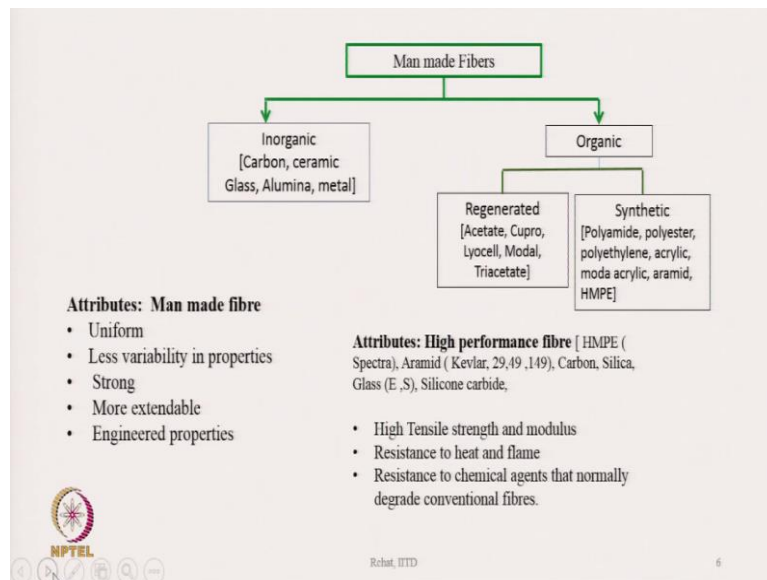 Man made Fibers
Inorganic
[Carbon, ceramic
Glass, Alumina, metal]
Organic
Regenerated
[Acetate, Cupro,
Lyocell, Modal,
Triacetate]
Synthetic
[Polyamide, polyester,
polyethylene, acrylic,
moda acrylic, aramid,
HMPE]
Attributes: Man made fibre
• Uniform
• Less variability in properties
• Strong
• More extendable
• Engineered properties
Attributes: High performance fibre [ HMPE (
Spectra), Aramid ( Kevlar, 29,49 ,149), Carbon, Silica,
Glass (E ,S), Silicone carbide,
• High Tensile strength and modulus
• Resistance to heat and flame
• Resistance to chemical agents that normally
degrade conventional fibres.
NPTEL
IITD
6